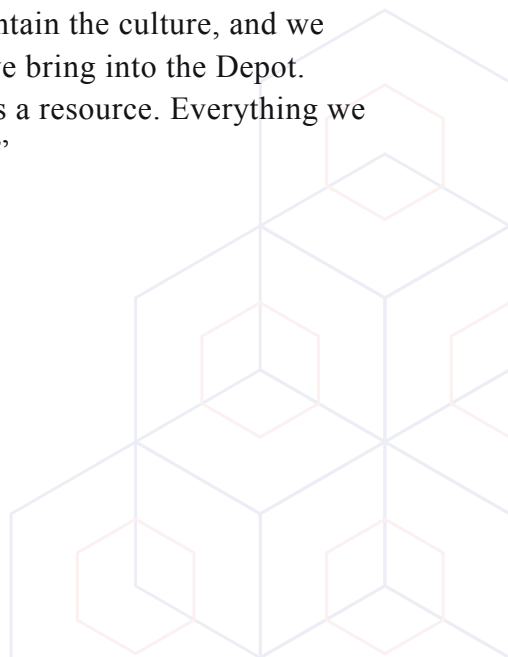 ntain the culture, and we
e bring into the Depot.
s a resource. Everything we
”